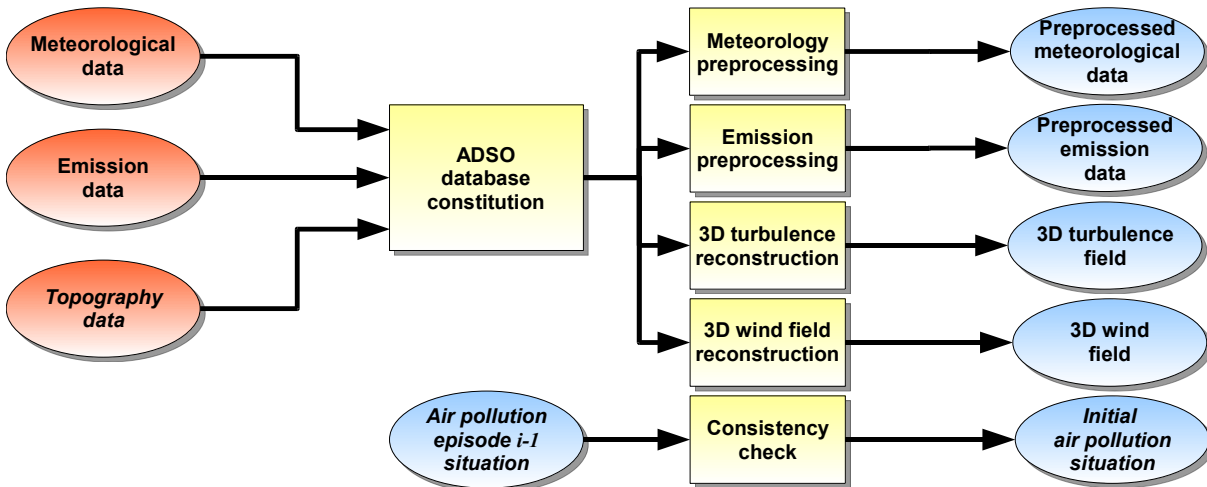 Meteorological
data
Emission
data
Topography
data
ADSO
database
constitution
Meteorology
preprocessing
Emission
preprocessing
3D turbulence
reconstruction
3D wind field
reconstruction
Preprocessed
meteorological
data
Preprocessed
emission
data
3D turbulence
field
3D wind
field
Air pollution
episode i-1
situation
Consistency
check
Initial
air pollution
situation